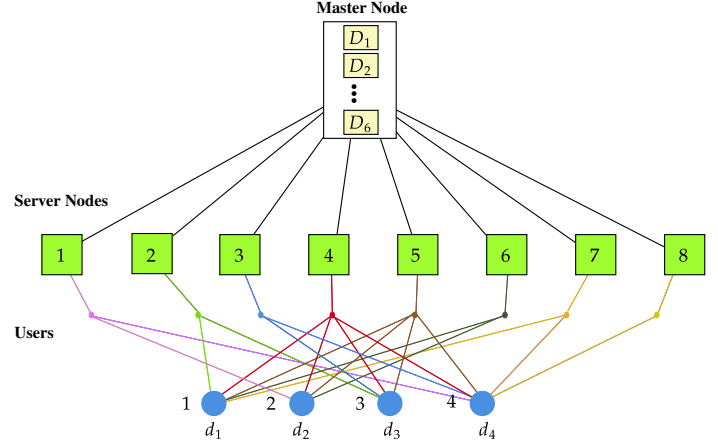 Master Node
D1
D2
D6
Server Nodes
1 2 3 4 5 6 7 8
Users
1 2 3 4
d1 d2 d3 d4